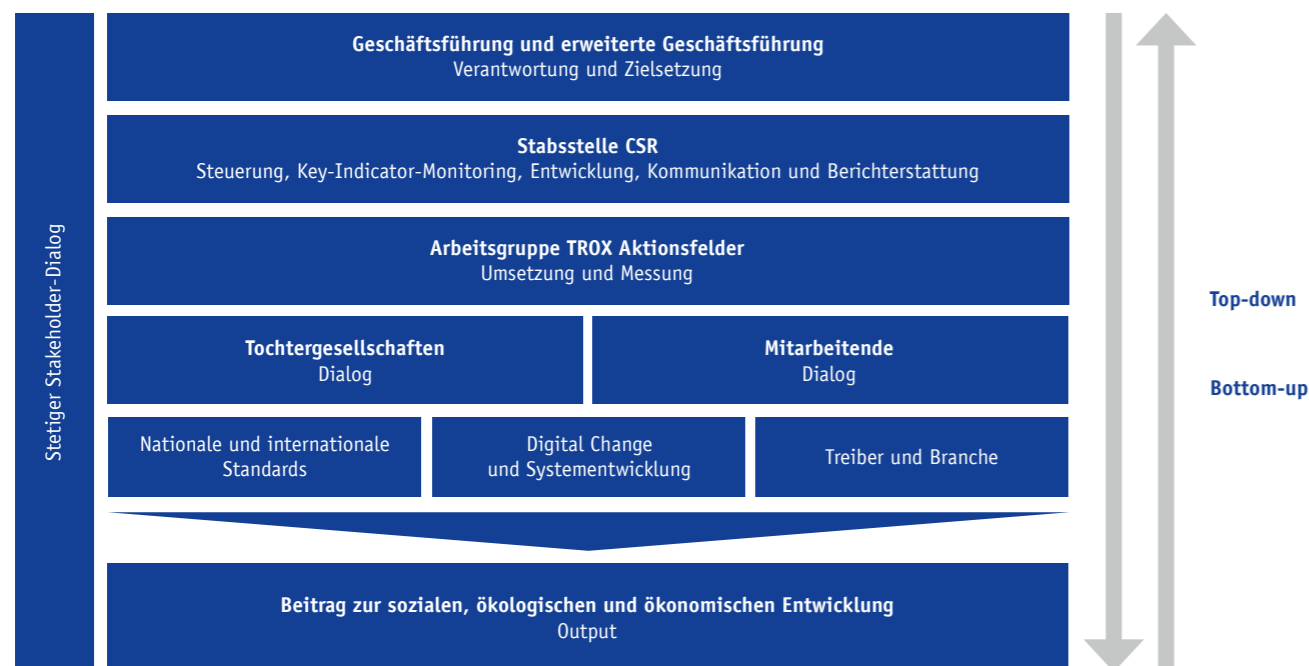 Stetiger Stakeholder-Dialog
Geschäftsführung und erweiterte Geschäftsführung
Verantwortung und Zielsetzung
Stabsstelle CSR
Steuerung, Key-Indicator-Monitoring, Entwicklung, Kommunikation und Berichterstattung
Arbeitsgruppe TROX Aktionsfelder
Umsetzung und Messung
Tochtergesellschaften
Dialog
Mitarbeitende
Dialog
Nationale und internationale
Standards
Digital Change
und Systementwicklung
Treiber und Branche
Beitrag zur sozialen, ökologischen und ökonomischen Entwicklung
Output
Top-down
Bottom-up